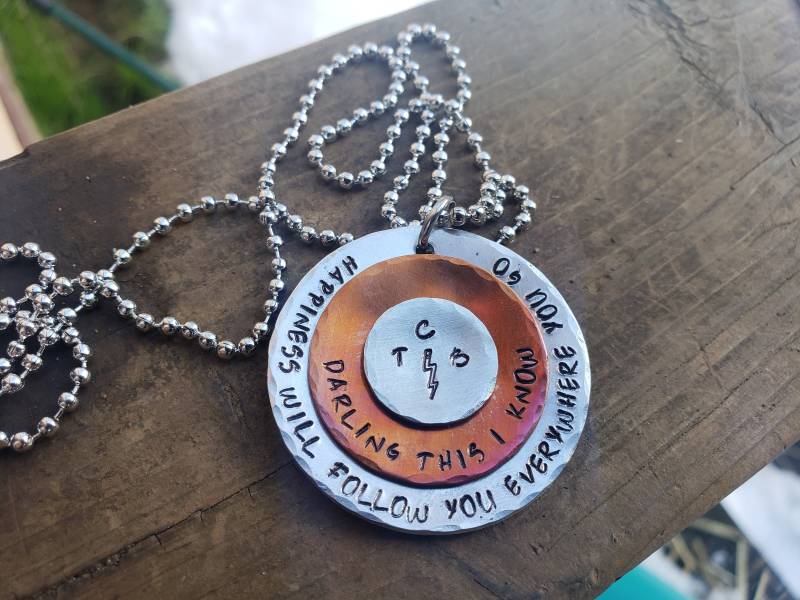 C
T B
DARLING THIS I KNOW
HAPPINESS WILL FOLLOW YOU EVERYWHERE YOU GO